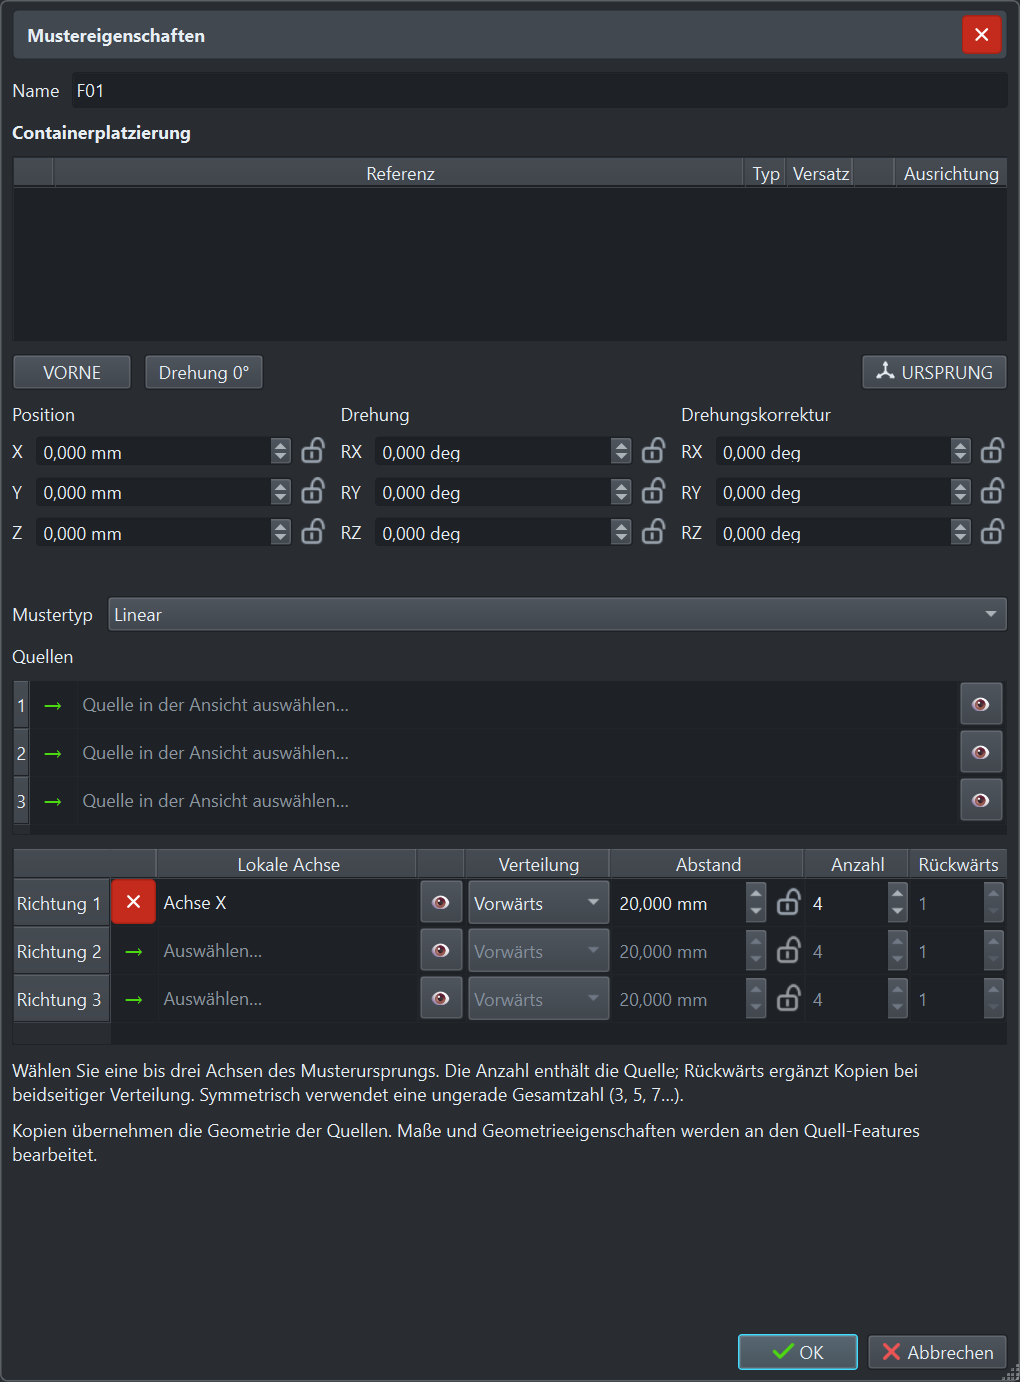 Mustereigenschaften
Name F01
Containerplatzierung
Referenz Typ Versatz Ausrichtung
VORNE Drehung 0° URSPRUNG
Position Drehung Drehungskorrektur
X 0,000 mm RX 0,000 deg RX 0,000 deg
Y 0,000 mm RY 0,000 deg RY 0,000 deg
Z 0,000 mm RZ 0,000 deg RZ 0,000 deg
Mustertyp Linear
Quellen
1 → Quelle in der Ansicht auswählen...
2 → Quelle in der Ansicht auswählen...
3 → Quelle in der Ansicht auswählen...
Lokale Achse Verteilung Abstand Anzahl Rückwärts
Richtung 1 Achse X Vorwärts 20,000 mm 4 1
Richtung 2 → Auswählen... Vorwärts 20,000 mm 4 1
Richtung 3 → Auswählen... Vorwärts 20,000 mm 4 1
Wählen Sie eine bis drei Achsen des Musterursprungs. Die Anzahl enthält die Quelle; Rückwärts ergänzt Kopien bei
beidseitiger Verteilung. Symmetrisch verwendet eine ungerade Gesamtzahl (3, 5, 7...).
Kopien übernehmen die Geometrie der Quellen. Maße und Geometrieeigenschaften werden an den Quell-Features
bearbeitet.
OK Abbrechen